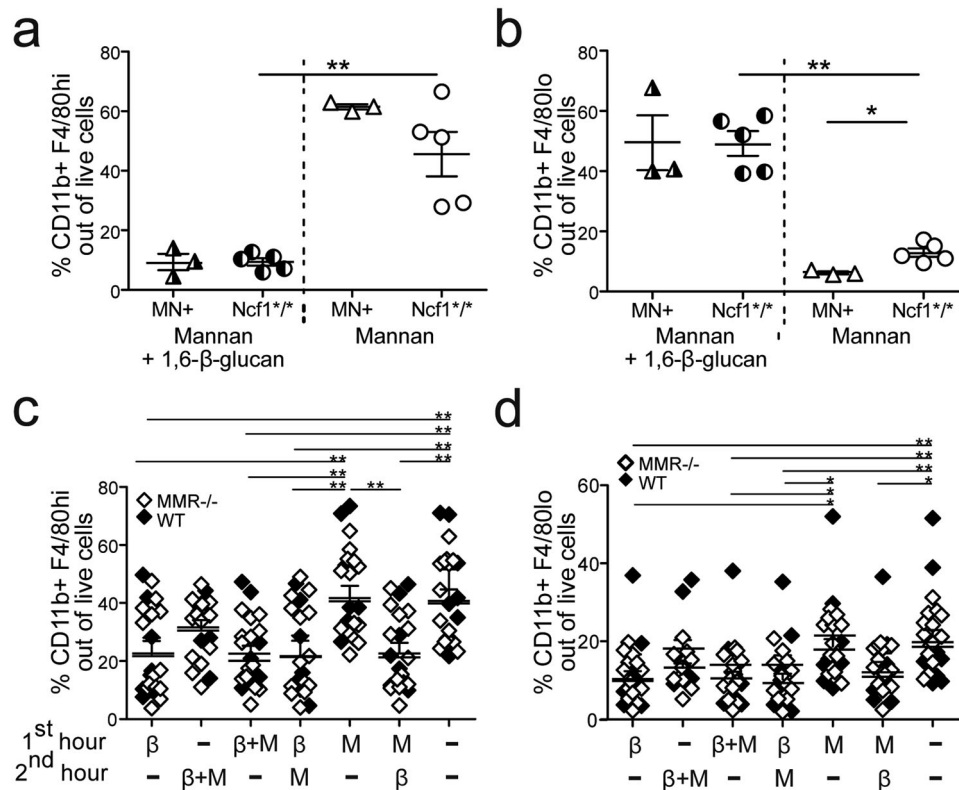 a
% CD11b+ F4/80hi
out of live cells
80
60
40
20
0
**
MN+ Ncf1*/* MN+ Ncf1*/*
Mannan Mannan
+ 1,6-β-glucan
b
% CD11b+ F4/80lo
out of live cells
80
60
40
20
0
**
*
MN+ Ncf1*/* MN+ Ncf1*/*
Mannan Mannan
+ 1,6-β-glucan
c
% CD11b+ F4/80hi
out of live cells
**
**
**
** **
**
** **
MMR-/-
WT
80
60
40
20
0
1st hour β - β+M β M M -
2nd hour - β+M - M - β -
d
% CD11b+ F4/80lo
out of live cells
**
**
**
* *
*
*
MMR-/-
WT
60
40
20
0
β - β+M β M M -
- β+M - M - β -